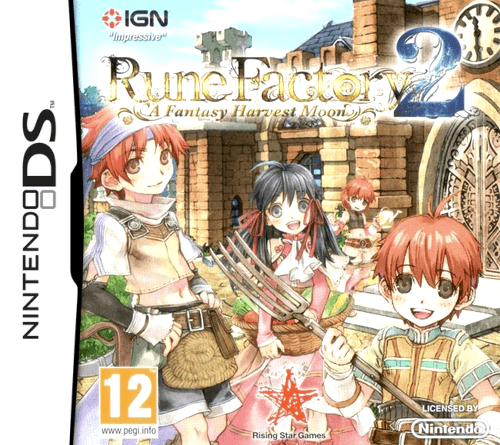 IGN
"Impressive"
Rune Factory 2
A Fantasy Harvest Moon
NINTENDO DS™
12
www.pegi.info
Rising Star Games
LICENSED BY
Nintendo